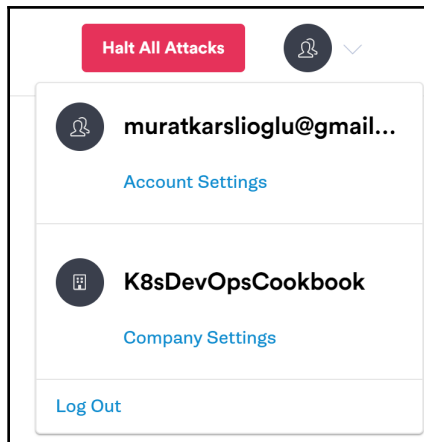 Halt All Attacks
muratkarslioglu@gmail...
Account Settings
K8sDevOpsCookbook
Company Settings
Log Out